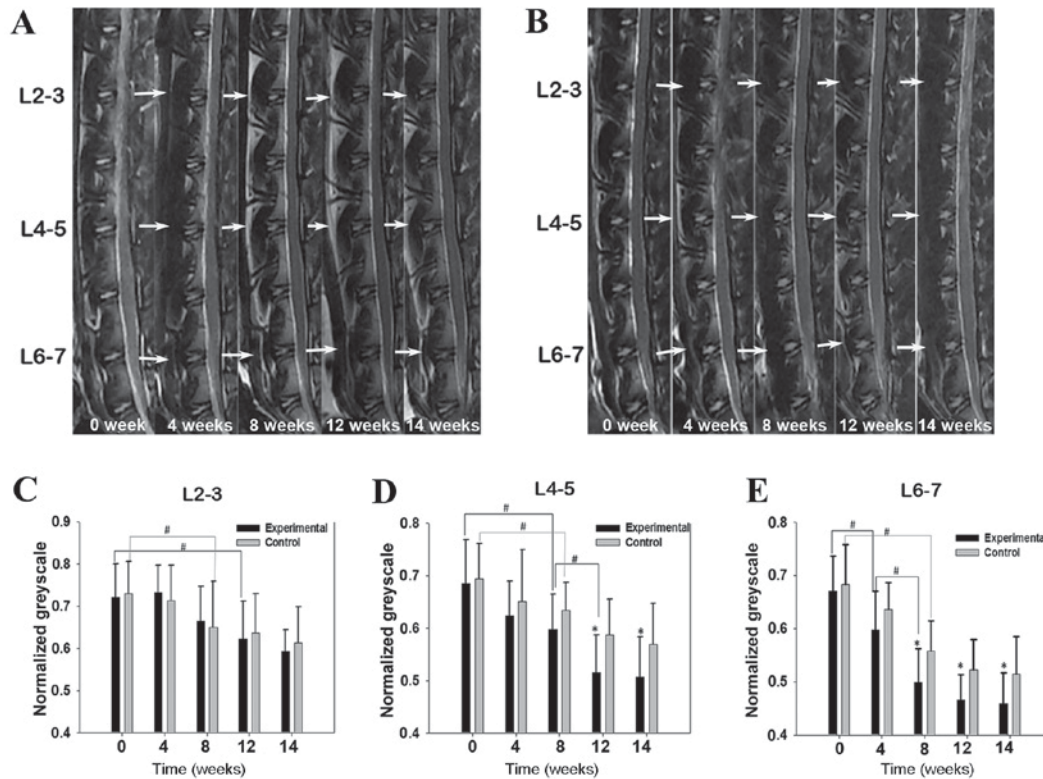 A
B
L2-3
L4-5
L6-7
0 week 4 weeks 8 weeks 12 weeks 14 weeks
L2-3
L4-5
L6-7
0 week 4 weeks 8 weeks 12 weeks 14 weeks
C
L2-3
Normalized greyscale
0.9
0.8
0.7
0.6
0.5
0.4
#
#
Experimental
Control
0 4 8 12 14
Time (weeks)
D
L4-5
Normalized greyscale
0.8
0.7
0.6
0.5
0.4
#
#
#
* *
Experimental
Control
0 4 8 12 14
Time (weeks)
E
L6-7
Normalized greyscale
0.8
0.7
0.6
0.5
0.4
# #
#
* * *
Experimental
Control
0 4 8 12 14
Time (weeks)